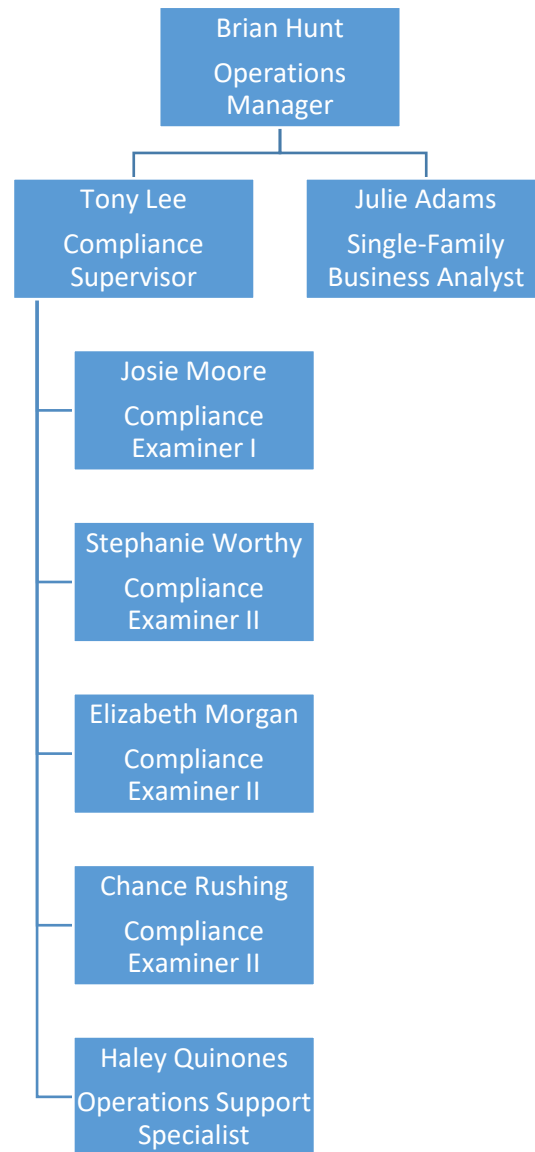 Brian Hunt
Operations
Manager
Tony Lee
Compliance
Supervisor
Julie Adams
Single-Family
Business Analyst
Josie Moore
Compliance
Examiner I
Stephanie Worthy
Compliance
Examiner II
Elizabeth Morgan
Compliance
Examiner II
Chance Rushing
Compliance
Examiner II
Haley Quinones
Operations Support
Specialist